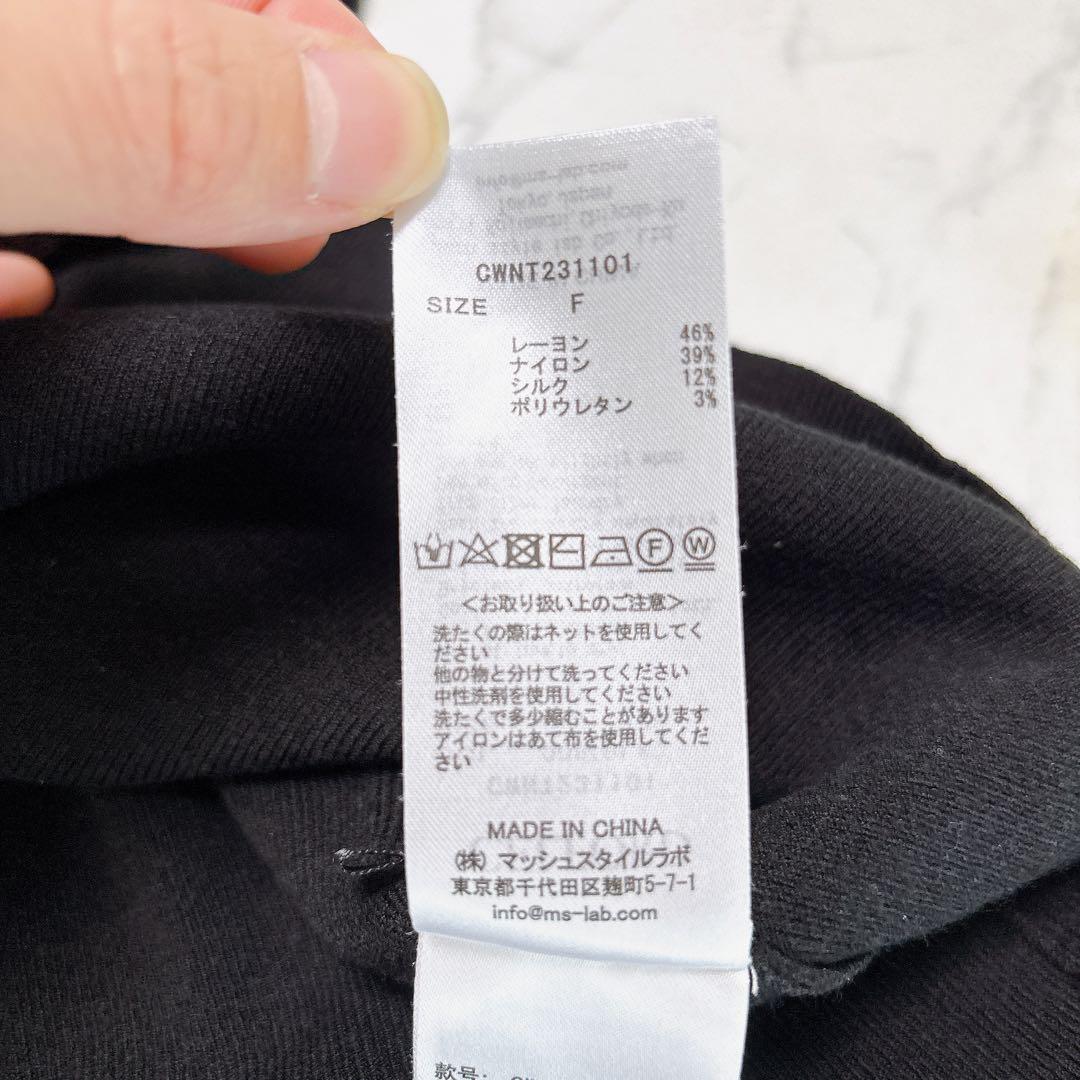 CWNT231101
SIZE F
レーヨン 46%
ナイロン 39%
シルク 12%
ポリウレタン 3%
F W
<お取り扱い上のご注意>
洗たくの際はネットを使用してく
ださい
他の物と分けて洗ってください
中性洗剤を使用してください
洗たくで多少縮むことがあります
アイロンはあて布を使用してくだ
さい
MADE IN CHINA
(株) マッシュスタイルラボ
東京都千代田区麹町5-7-1
info@ms-lab.com
款号: